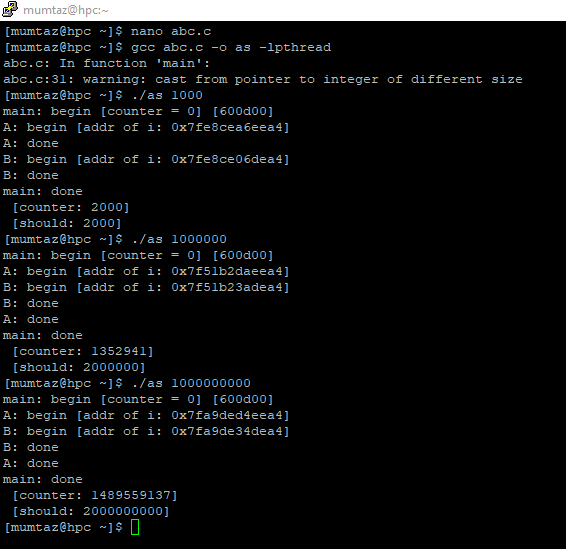 mumtaz@hpc:~
[mumtaz@hpc ~]$ nano abc.c
[mumtaz@hpc ~]$ gcc abc.c -o as -lpthread
abc.c: In function 'main':
abc.c:31: warning: cast from pointer to integer of different size
[mumtaz@hpc ~]$ ./as 1000
main: begin [counter = 0] [600d00]
A: begin [addr of i: 0x7fe8cea6eea4]
A: done
B: begin [addr of i: 0x7fe8ce06dea4]
B: done
main: done
 [counter: 2000]
 [should: 2000]
[mumtaz@hpc ~]$ ./as 1000000
main: begin [counter = 0] [600d00]
A: begin [addr of i: 0x7f51b2daeea4]
B: begin [addr of i: 0x7f51b23adea4]
B: done
A: done
main: done
 [counter: 1352941]
 [should: 2000000]
[mumtaz@hpc ~]$ ./as 1000000000
main: begin [counter = 0] [600d00]
A: begin [addr of i: 0x7fa9ded4eea4]
B: begin [addr of i: 0x7fa9de34dea4]
B: done
A: done
main: done
 [counter: 1489559137]
 [should: 2000000000]
[mumtaz@hpc ~]$